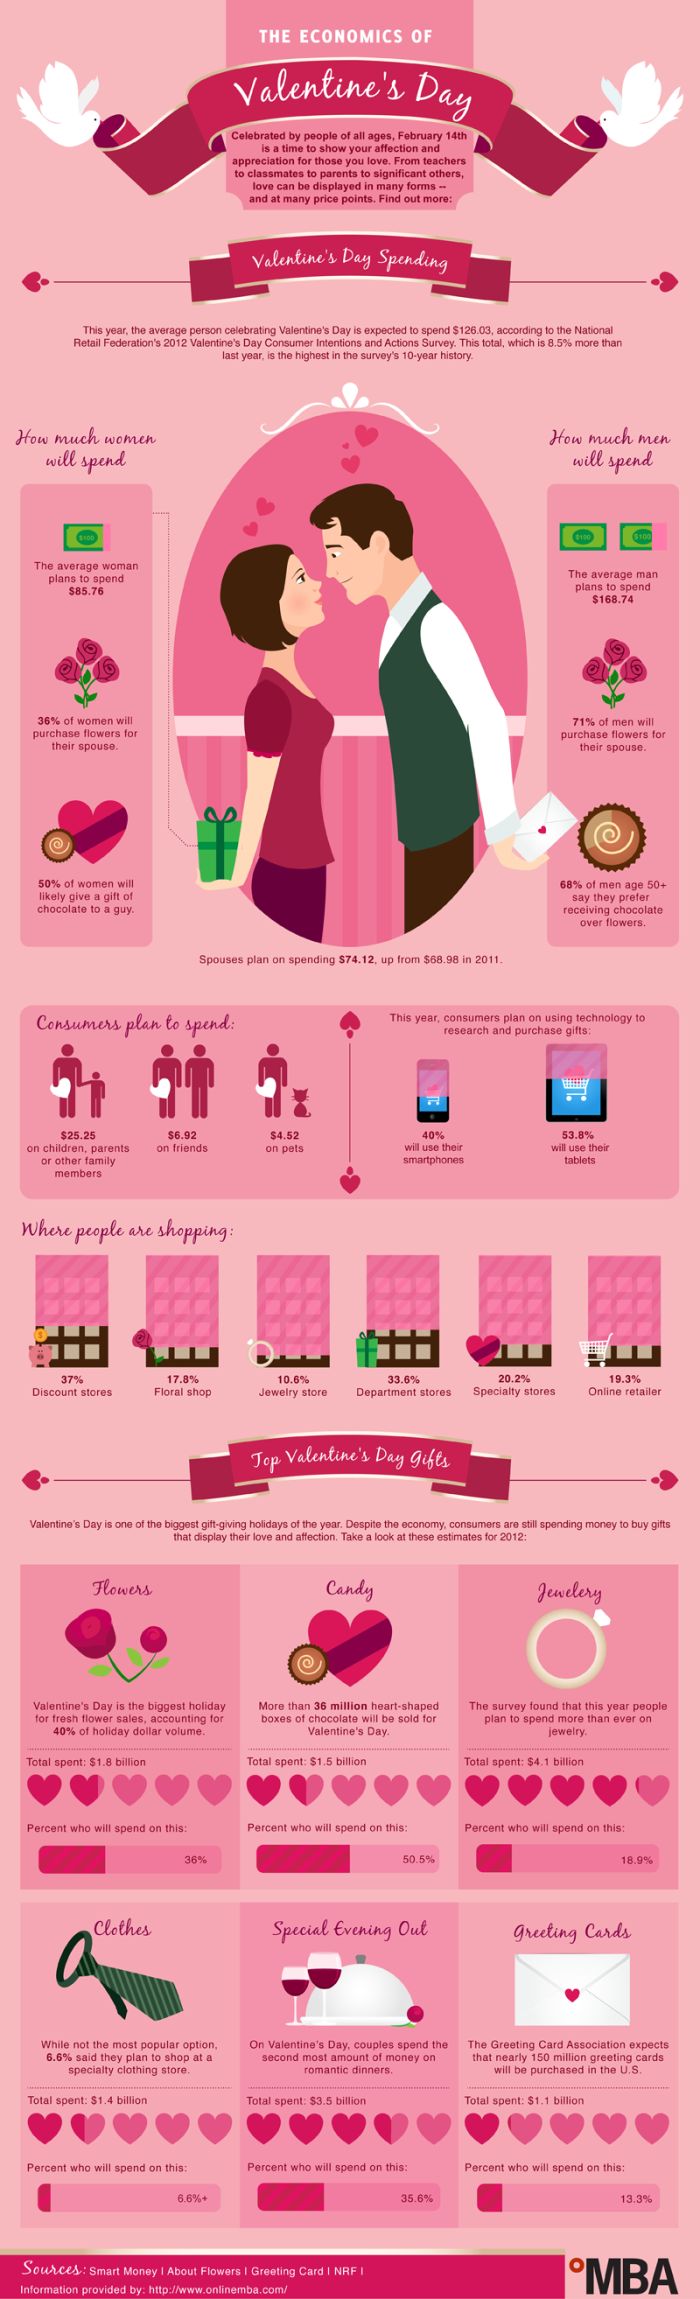 THE ECONOMICS OF
Valentine's Day
Celebrated by people of all ages, February 14th
is a time to show your affection and
appreciation for those you love. From teachers
to classmates to parents to significant others,
love can be displayed in many forms --
and at many price points. Find out more:
Valentine's Day Spending
This year, the average person celebrating Valentine's Day is expected to spend $126.03, according to the National
Retail Federation's 2012 Valentine's Day Consumer Intentions and Actions Survey. This total, which is 8.5% more than
last year, is the highest in the survey's 10-year history.
How much women
will spend
$100
The average woman
plans to spend
$85.76
36% of women will
purchase flowers for
their spouse.
50% of women will
likely give a gift of
chocolate to a guy.
How much men
will spend
$100
$100
The average man
plans to spend
$168.74
71% of men will
purchase flowers for
their spouse.
68% of men age 50+
say they prefer
receiving chocolate
over flowers.
Spouses plan on spending $74.12, up from $68.98 in 2011.
Consumers plan to spend:
$25.25
on children, parents
or other family
members
$6.92
on friends
$4.52
on pets
This year, consumers plan on using technology to
research and purchase gifts:
40%
will use their
smartphones
53.8%
will use their
tablets
Where people are shopping:
37%
Discount stores
17.8%
Floral shop
10.6%
Jewelry store
33.6%
Department stores
20.2%
Specialty stores
19.3%
Online retailer
Top Valentine's Day Gifts
Valentine's Day is one of the biggest gift-giving holidays of the year. Despite the economy, consumers are still spending money to buy gifts
that display their love and affection. Take a look at these estimates for 2012:
Flowers
Valentine's Day is the biggest holiday
for fresh flower sales, accounting for
40% of holiday dollar volume.
Total spent: $1.8 billion
Percent who will spend on this:
36%
Candy
More than 36 million heart-shaped
boxes of chocolate will be sold for
Valentine's Day.
Total spent: $1.5 billion
Percent who will spend on this:
50.5%
Jewelery
The survey found that this year people
plan to spend more than ever on
jewelry.
Total spent: $4.1 billion
Percent who will spend on this:
18.9%
Clothes
While not the most popular option,
6.6% said they plan to shop at a
specialty clothing store.
Total spent: $1.4 billion
Percent who will spend on this:
6.6%+
Special Evening Out
On Valentine's Day, couples spend the
second most amount of money on
romantic dinners.
Total spent: $3.5 billion
Percent who will spend on this:
35.6%
Greeting Cards
The Greeting Card Association expects
that nearly 150 million greeting cards
will be purchased in the U.S.
Total spent: $1.1 billion
Percent who will spend on this:
13.3%
Sources: Smart Money | About Flowers | Greeting Card | NRF |
Information provided by: http://www.onlinemba.com/
MBA